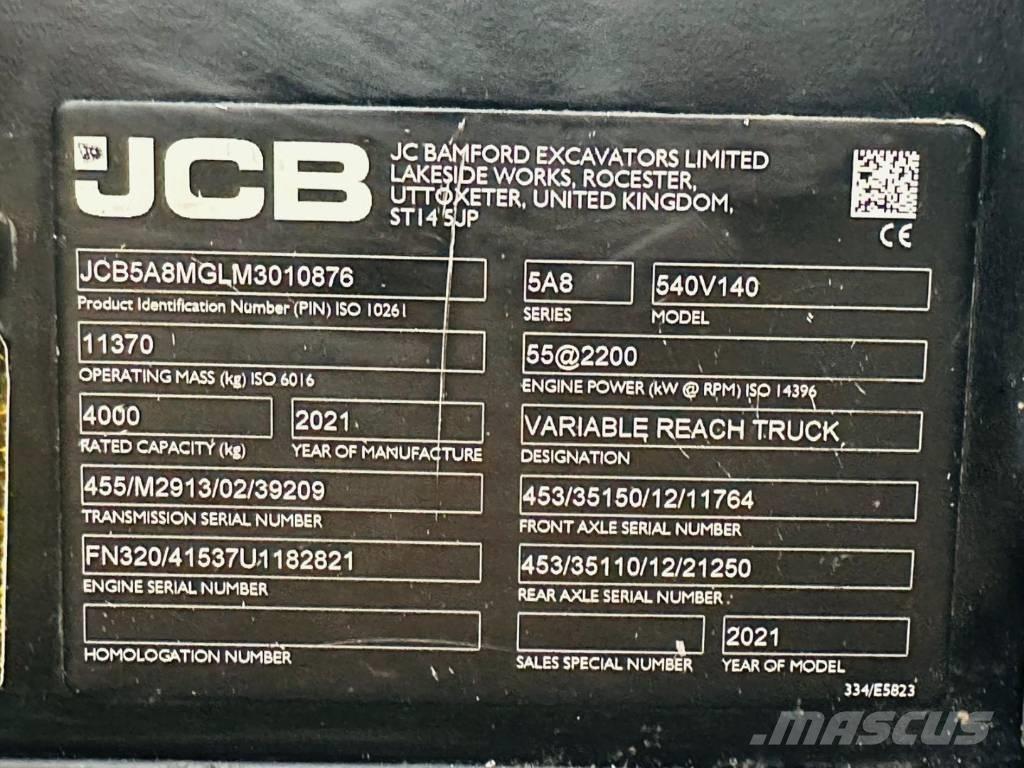 JCB
JC BAMFORD EXCAVATORS LIMITED
LAKESIDE WORKS, ROCESTER,
UTTOXETER, UNITED KINGDOM,
ST14 5JP
CE
JCB5A8MGLM3010876
Product Identification Number (PIN) ISO 10261
5A8
SERIES
540V140
MODEL
11370
OPERATING MASS (kg) ISO 6016
55@2200
ENGINE POWER (kW @ RPM) ISO 14396
4000
RATED CAPACITY (kg)
2021
YEAR OF MANUFACTURE
VARIABLE REACH TRUCK
DESIGNATION
455/M2913/02/39209
TRANSMISSION SERIAL NUMBER
453/35150/12/11764
FRONT AXLE SERIAL NUMBER
FN320/41537U1182821
ENGINE SERIAL NUMBER
453/35110/12/21250
REAR AXLE SERIAL NUMBER
HOMOLOGATION NUMBER
SALES SPECIAL NUMBER
2021
YEAR OF MODEL
334/E5823
MASCUS